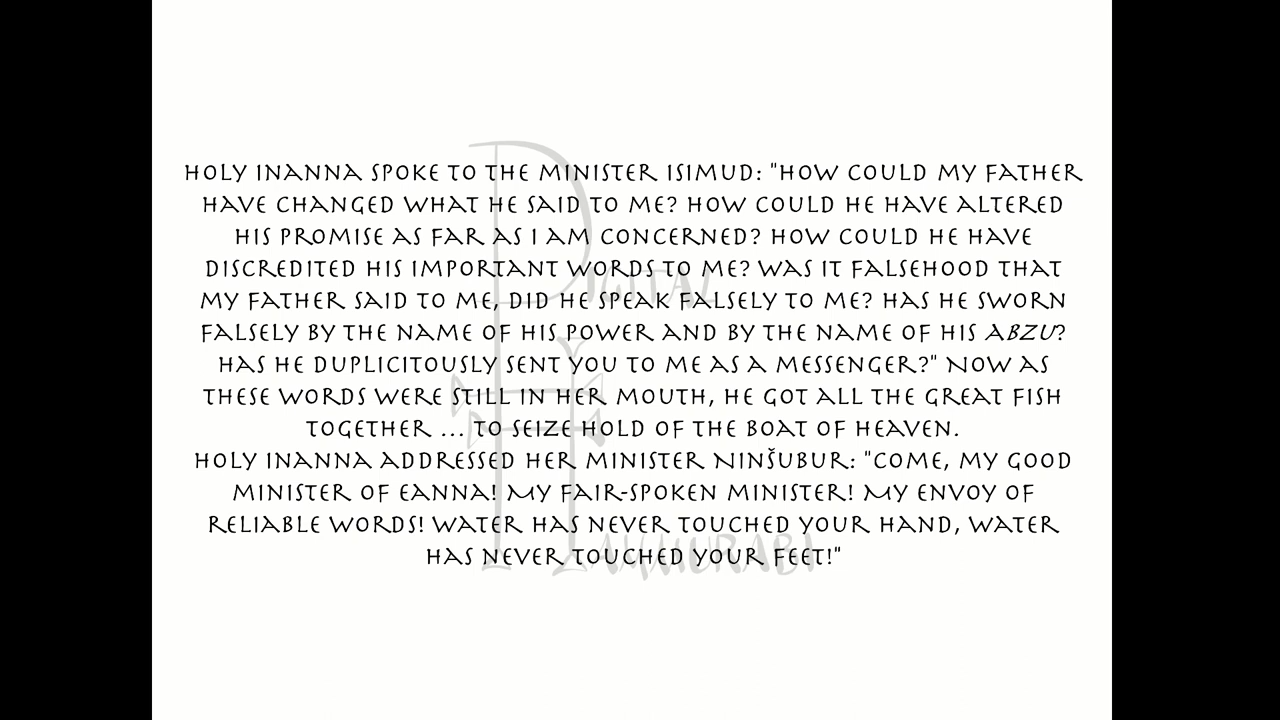 HOLY INANNA SPOKE TO THE MINISTER ISIMUD: "HOW COULD MY FATHER
HAVE CHANGED WHAT HE SAID TO ME? HOW COULD HE HAVE ALTERED
HIS PROMISE AS FAR AS I AM CONCERNED? HOW COULD HE HAVE
DISCREDITED HIS IMPORTANT WORDS TO ME? WAS IT FALSEHOOD THAT
MY FATHER SAID TO ME, DID HE SPEAK FALSELY TO ME? HAS HE SWORN
FALSELY BY THE NAME OF HIS POWER AND BY THE NAME OF HIS ABZU?
HAS HE DUPLICITOUSLY SENT YOU TO ME AS A MESSENGER?" NOW AS
THESE WORDS WERE STILL IN HER MOUTH, HE GOT ALL THE GREAT FISH
TOGETHER ... TO SEIZE HOLD OF THE BOAT OF HEAVEN.
HOLY INANNA ADDRESSED HER MINISTER NINŠUBUR: "COME, MY GOOD
MINISTER OF EANNA! MY FAIR-SPOKEN MINISTER! MY ENVOY OF
RELIABLE WORDS! WATER HAS NEVER TOUCHED YOUR HAND, WATER
HAS NEVER TOUCHED YOUR FEET!"
DIGITAL
HAMMURABI